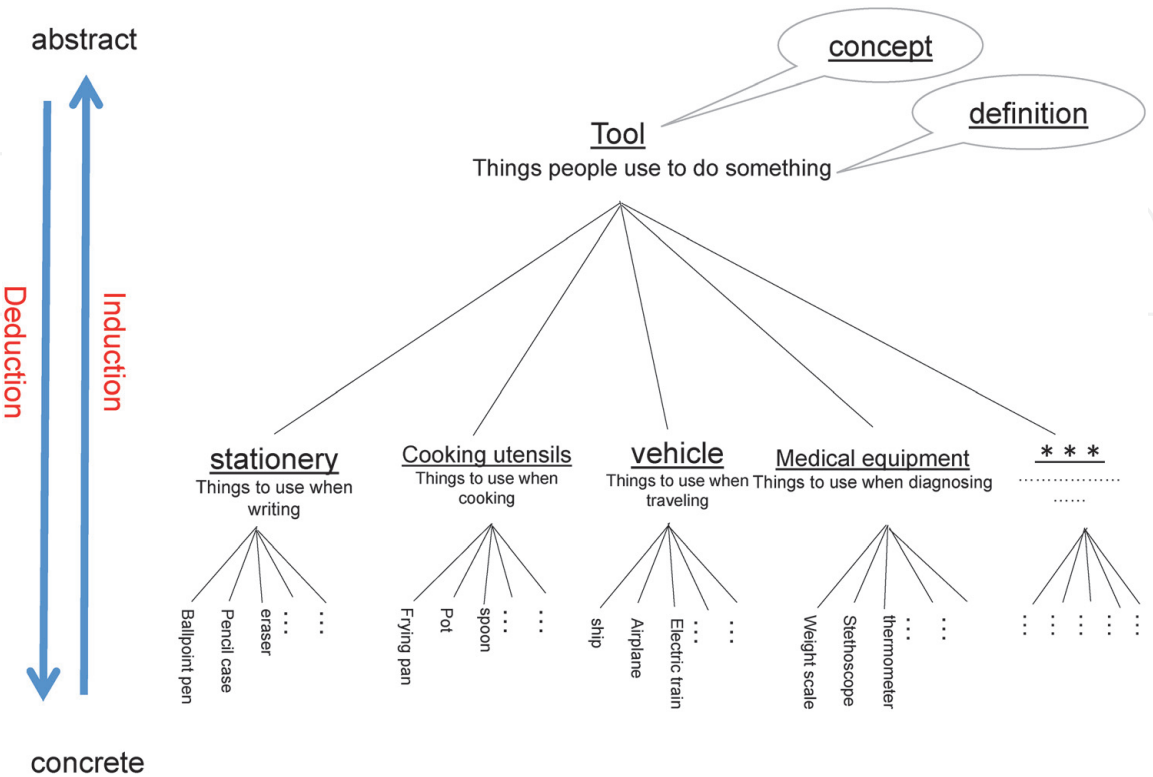 abstract
concept
definition
Tool
Things people use to do something
Deduction
Induction
stationery
Things to use when
writing
Cooking utensils
Things to use when
cooking
vehicle
Things to use when
traveling
Medical equipment
Things to use when diagnosing
* * *
....................
......
Ballpoint pen
Pencil case
eraser
...
...
Frying pan
Pot
spoon
...
...
ship
Airplane
Electric train
...
...
Weight scale
Stethoscope
thermometer
...
...
...
...
...
...
...
concrete